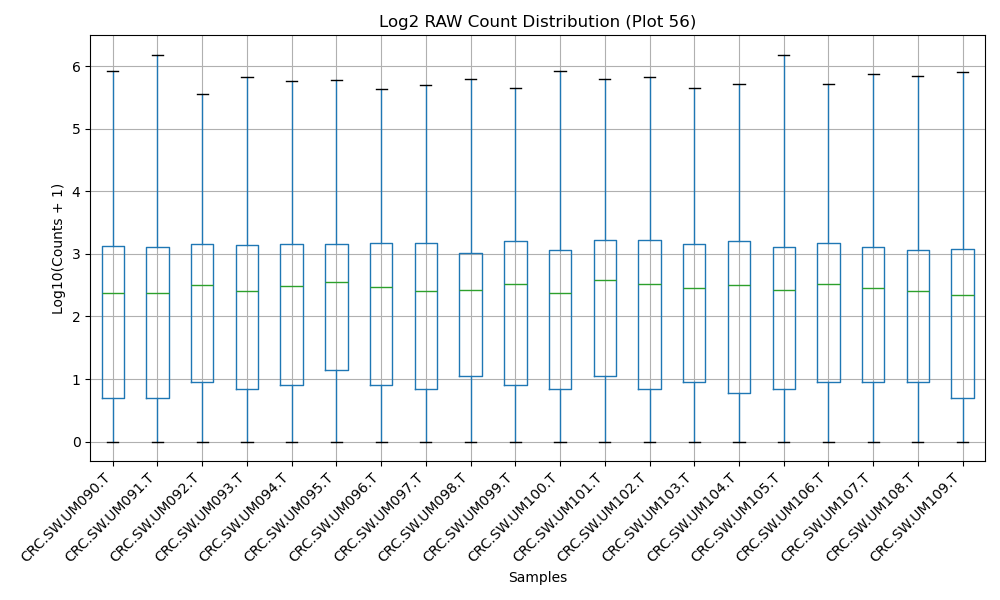 Log2 RAW Count Distribution (Plot 56)
Log10(Counts + 1)
6
5
4
3
2
1
0
CRC.SW.UM090.T
CRC.SW.UM091.T
CRC.SW.UM092.T
CRC.SW.UM093.T
CRC.SW.UM094.T
CRC.SW.UM095.T
CRC.SW.UM096.T
CRC.SW.UM097.T
CRC.SW.UM098.T
CRC.SW.UM099.T
CRC.SW.UM100.T
CRC.SW.UM101.T
CRC.SW.UM102.T
CRC.SW.UM103.T
CRC.SW.UM104.T
CRC.SW.UM105.T
CRC.SW.UM106.T
CRC.SW.UM107.T
CRC.SW.UM108.T
CRC.SW.UM109.T
Samples